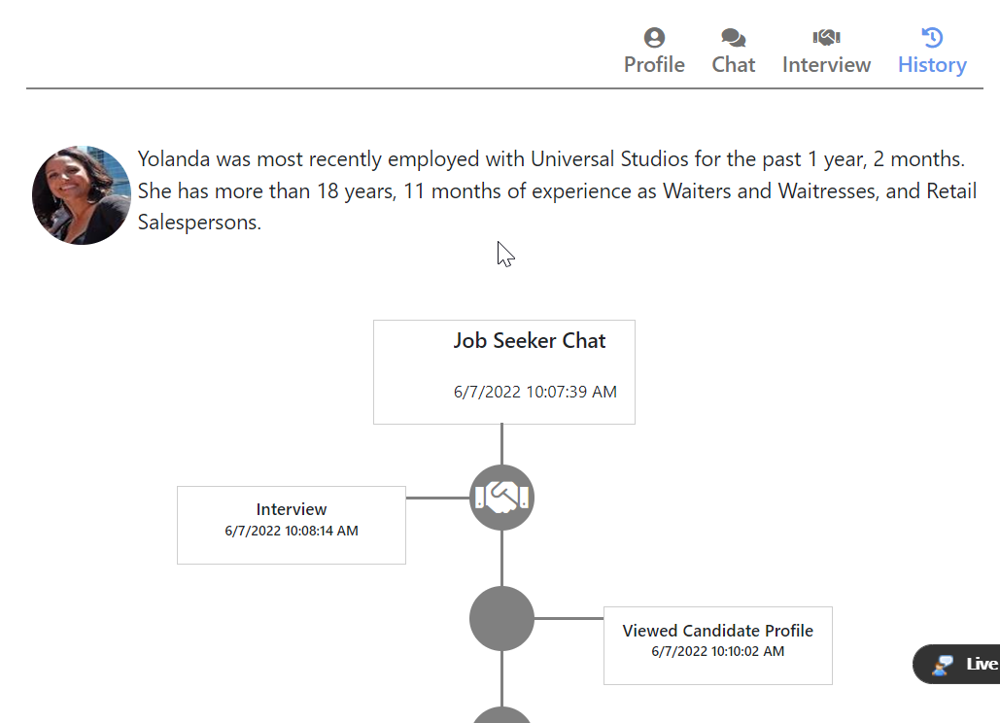 Profile Chat Interview History
Yolanda was most recently employed with Universal Studios for the past 1 year, 2 months.
She has more than 18 years, 11 months of experience as Waiters and Waitresses, and Retail
Salespersons.
Job Seeker Chat
6/7/2022 10:07:39 AM
Interview
6/7/2022 10:08:14 AM
Viewed Candidate Profile
6/7/2022 10:10:02 AM
Live